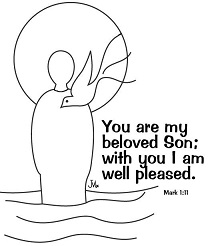 You are my
beloved Son;
with you I am
well pleased.
Mark 1:11